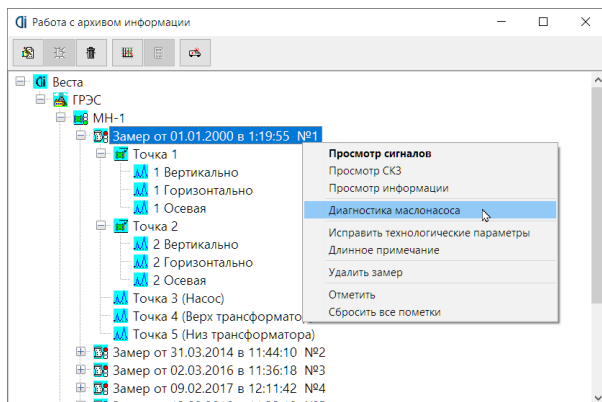 Работа с архивом информации
Веста
ГРЭС
МН-1
Замер от 01.01.2000 в 1:19:55 №1
Точка 1
1 Вертикально
1 Горизонтально
1 Осевая
Точка 2
2 Вертикально
2 Горизонтально
2 Осевая
Точка 3 (Насос)
Точка 4 (Верх трансформато
Точка 5 (Низ трансформатора)
Замер от 31.03.2014 в 11:44:10 №2
Замер от 02.03.2016 в 11:36:18 №3
Замер от 09.02.2017 в 12:11:42 №4
Просмотр сигналов
Просмотр СКЗ
Просмотр информации
Диагностика маслонасоса
Исправить технологические параметры
Длинное примечание
Удалить замер
Отметить
Сбросить все пометки